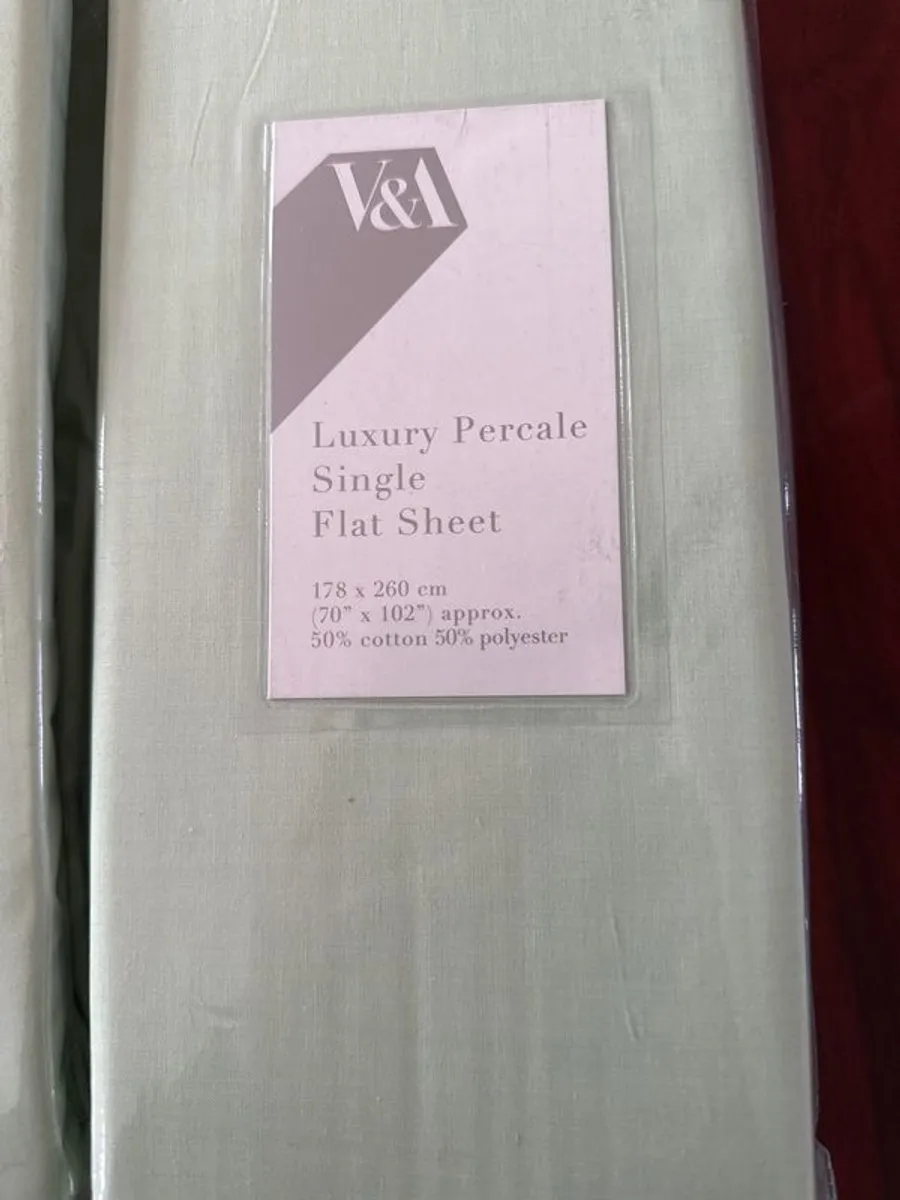 V&A
Luxury Percale
Single
Flat Sheet
178 x 260 cm
(70” x 102”) approx.
50% cotton 50% polyester